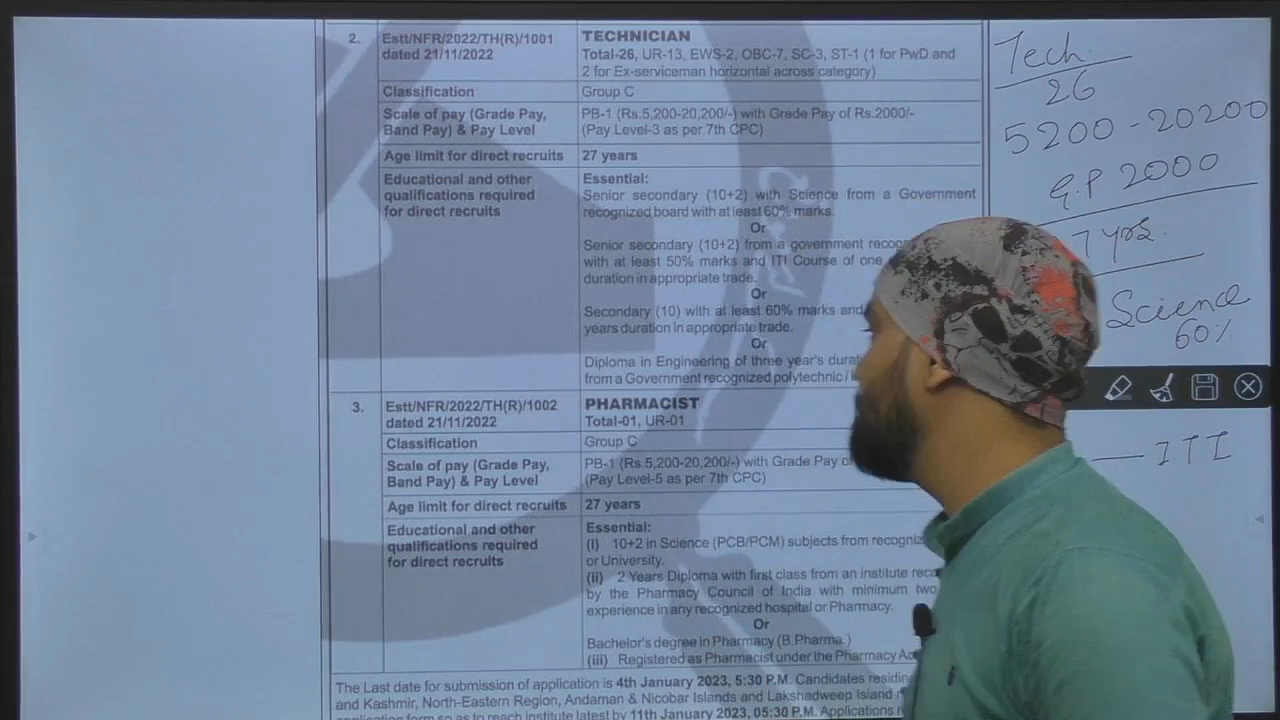 2.
Estt/NFR/2022/TH(R)/1001
dated 21/11/2022
TECHNICIAN
Total-26, UR-13, EWS-2, OBC-7, SC-3, ST-1 (1 for PwD and
2 for Ex-serviceman horizontal across category)
Classification
Group C
Scale of pay (Grade Pay,
Band Pay) & Pay Level
PB-1 (Rs.5,200-20,200/-) with Grade Pay of Rs.2000/-
(Pay Level-3 as per 7th CPC)
Age limit for direct recruits
27 years
Educational and other
qualifications required
for direct recruits
Essential:
Senior secondary (10+2) with Science from a Government
recognized board with at least 60% marks.
Or
Senior secondary (10+2) from a government
with at least 50% marks and ITI Course of one
duration in appropriate trade.
Or
Secondary (10) with at least 60% marks and
years duration in appropriate trade.
Or
Diploma in Engineering of three year's
from a Government recognized polytechnic /
3.
Estt/NFR/2022/TH(R)/1002
dated 21/11/2022
PHARMACIST
Total-01, UR-01
Classification
Group C
Scale of pay (Grade Pay,
Band Pay) & Pay Level
PB-1 (Rs.5,200-20,200/-) with Grade Pay
(Pay Level-5 as per 7th CPC)
Age limit for direct recruits
27 years
Educational and other
qualifications required
for direct recruits
Essential:
(i) 10+2 in Science (PCB/PCM) subjects from
or University.
(ii) 2 Years Diploma with first class from an institute
by the Pharmacy Council of India with minimum two
experience in any recognized hospital or Pharmacy.
Or
Bachelor's degree in Pharmacy (B.Pharma.)
(iii) Registered as Pharmacist under the Pharmacy
The Last date for submission of application is 4th January 2023, 5:30 P.M. Candidates
and Kashmir, North-Eastern Region, Andaman & Nicobar Islands and Lakshadweep Island
application form so as to reach institute latest by 11th January 2023, 05:30 P.M. Applications
Tech.
26
5200 - 20200
G.P 2000
7 yrs.
Science
60%
— ITI